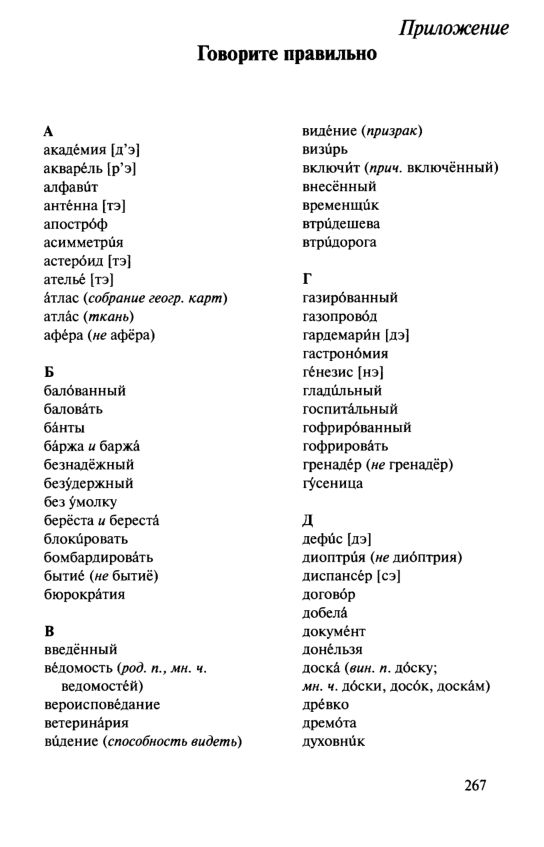 Приложение
Говорите правильно
А
акаде́мия [д’э]
акваре́ль [р’э]
алфави́т
анте́нна [тэ]
апостро́ф
асимметри́я
астеро́ид [тэ]
ателье́ [тэ]
а́тлас (собрание геогр. карт)
атла́с (ткань)
афе́ра (не афёра)
Б
бало́ванный
балова́ть
ба́нты
ба́ржа и баржа́
безнадёжный
безу́держный
без у́молку
берёста и береста́
блоки́ровать
бомбардирова́ть
бытие́ (не бытиё)
бюрокра́тия
В
введённый
ве́домость (род. п., мн. ч.
ведомосте́й)
вероиспове́дание
ветерина́рия
ви́дение (способность видеть)
виде́ние (призрак)
визи́рь
включи́т (прич. включённый)
внесённый
временщи́к
втри́дешева
втри́дорога
Г
газиро́ванный
газопрово́д
гардемари́н [дэ]
гастроно́мия
ге́незис [нэ]
глади́льный
госпита́льный
гофриро́ванный
гофрирова́ть
гренаде́р (не гренадёр)
гу́сеница
Д
дефи́с [дэ]
диоптри́я (не дио́птрия)
диспансе́р [сэ]
догово́р
добела́
докуме́нт
доне́льзя
доска́ (вин. п. до́ску;
мн. ч. до́ски, досо́к, доска́м)
дре́вко
дремо́та
духовни́к
267